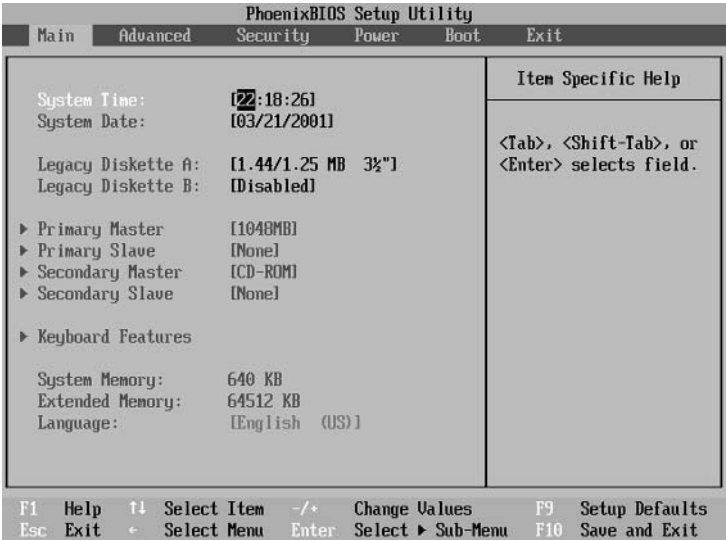 PhoenixBIOS Setup Utility
Main Advanced Security Power Boot Exit
System Time: [22:18:26]
System Date: [03/21/2001]
Legacy Diskette A: [1.44/1.25 MB 3½"]
Legacy Diskette B: [Disabled]
▶ Primary Master [1048MB]
▶ Primary Slave [None]
▶ Secondary Master [CD-ROM]
▶ Secondary Slave [None]
▶ Keyboard Features
System Memory: 640 KB
Extended Memory: 64512 KB
Language: [English (US)]
Item Specific Help
<Tab>, <Shift-Tab>, or
<Enter> selects field.
F1 Help ↑↓ Select Item -/+ Change Values F9 Setup Defaults
Esc Exit ← Select Menu Enter Select ▶ Sub-Menu F10 Save and Exit